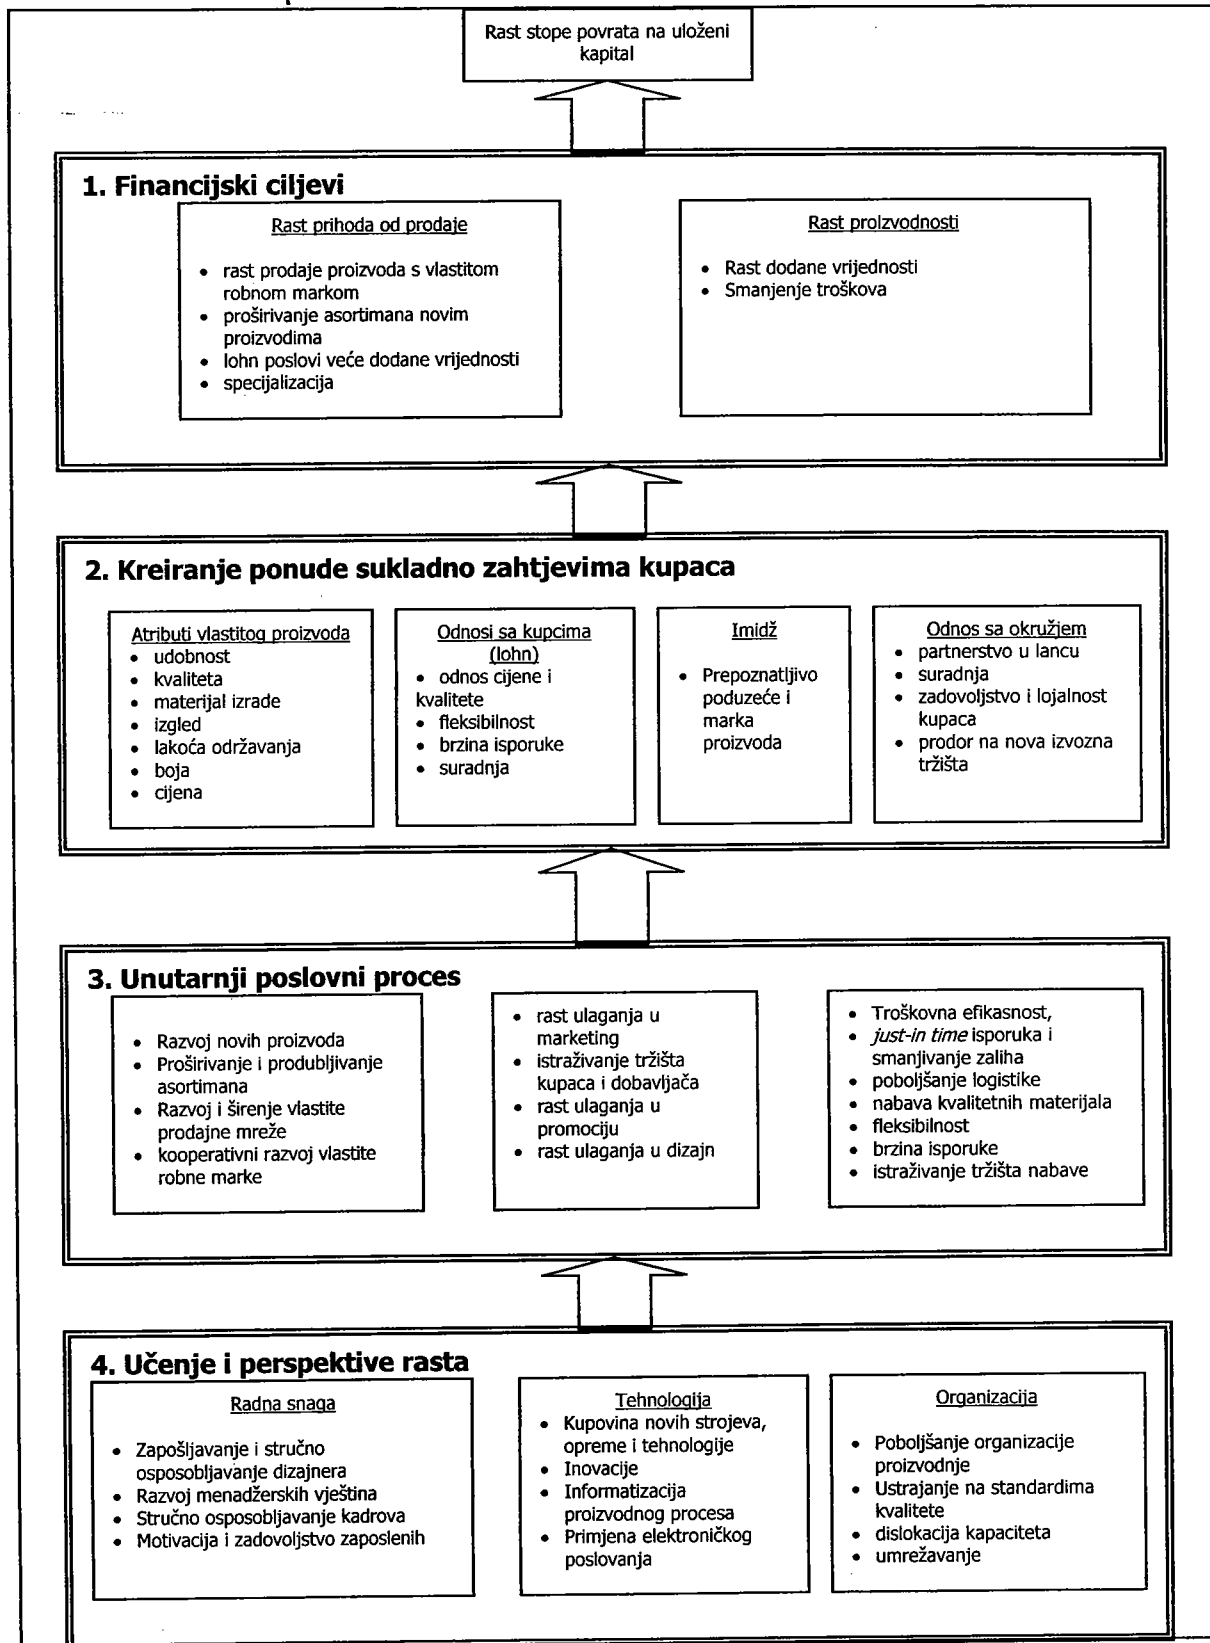 Rast stope povrata na uloženi
kapital
1. Financijski ciljevi
Rast prihoda od prodaje
• rast prodaje proizvoda s vlastitom
robnom markom
• proširivanje asortimana novim
proizvodima
• lohn poslovi veće dodane vrijednosti
• specijalizacija
Rast proizvodnosti
• Rast dodane vrijednosti
• Smanjenje troškova
2. Kreiranje ponude sukladno zahtjevima kupaca
Atributi vlastitog proizvoda
• udobnost
• kvaliteta
• materijal izrade
• izgled
• lakoća održavanja
• boja
• cijena
Odnosi sa kupcima
(lohn)
• odnos cijene i
kvalitete
• fleksibilnost
• brzina isporuke
• suradnja
Imidž
• Prepoznatljivo
poduzeće i
marka
proizvoda
Odnos sa okružjem
• partnerstvo u lancu
• suradnja
• zadovoljstvo i lojalnost
kupaca
• prodor na nova izvozna
tržišta
3. Unutarnji poslovni proces
• Razvoj novih proizvoda
• Proširivanje i produbljivanje
asortimana
• Razvoj i širenje vlastite
prodajne mreže
• kooperativni razvoj vlastite
robne marke
• rast ulaganja u
marketing
• istraživanje tržišta
kupaca i dobavljača
• rast ulaganja u
promociju
• rast ulaganja u dizajn
• Troškovna efikasnost,
• just-in time isporuka i
smanjivanje zaliha
• poboljšanje logistike
• nabava kvalitetnih materijala
• fleksibilnost
• brzina isporuke
• istraživanje tržišta nabave
4. Učenje i perspektive rasta
Radna snaga
• Zapošljavanje i stručno
osposobljavanje dizajnera
• Razvoj menadžerskih vještina
• Stručno osposobljavanje kadrova
• Motivacija i zadovoljstvo zaposlenih
Tehnologija
• Kupovina novih strojeva,
opreme i tehnologije
• Inovacije
• Informatizacija
proizvodnog procesa
• Primjena elektroničkog
poslovanja
Organizacija
• Poboljšanje organizacije
proizvodnje
• Ustrajanje na standardima
kvalitete
• dislokacija kapaciteta
• umrežavanje